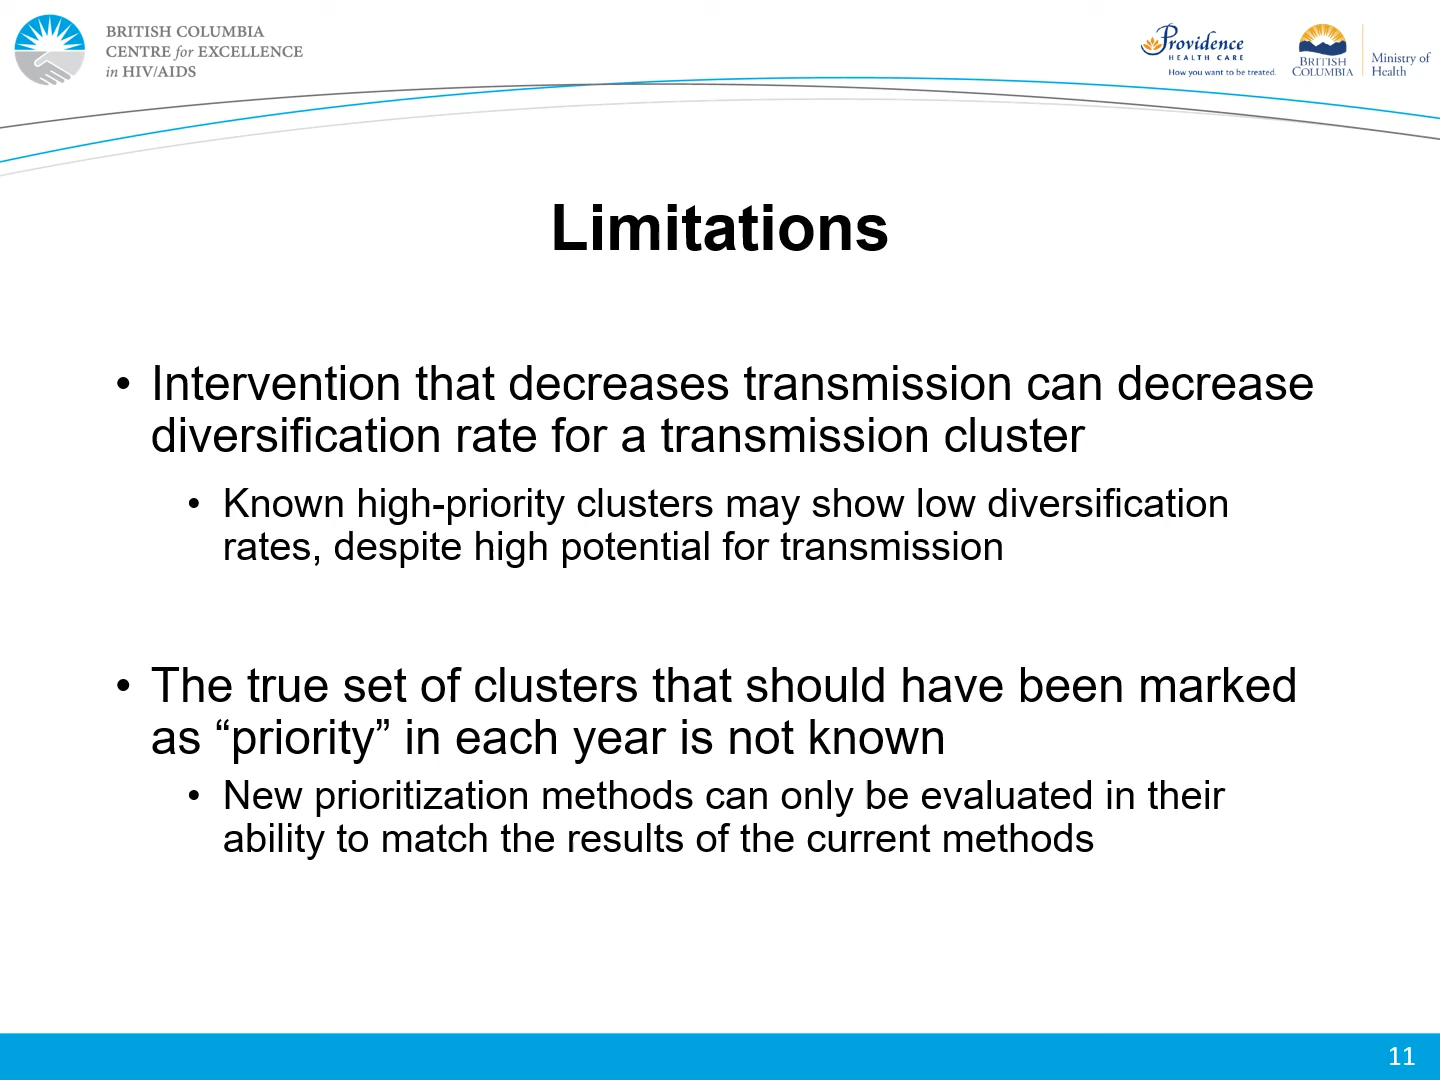 BRITISH COLUMBIA
CENTRE for EXCELLENCE
in HIV/AIDS
Providence
HEALTH CARE
How you want to be treated.
BRITISH
COLUMBIA
Ministry of
Health
Limitations
• Intervention that decreases transmission can decrease
diversification rate for a transmission cluster
• Known high-priority clusters may show low diversification
rates, despite high potential for transmission
• The true set of clusters that should have been marked
as “priority” in each year is not known
• New prioritization methods can only be evaluated in their
ability to match the results of the current methods
11